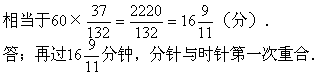 相当于60×37/132=2220/132=16 9/11(分).
答;再过16 9/11分钟,分针与时针第一次重合.